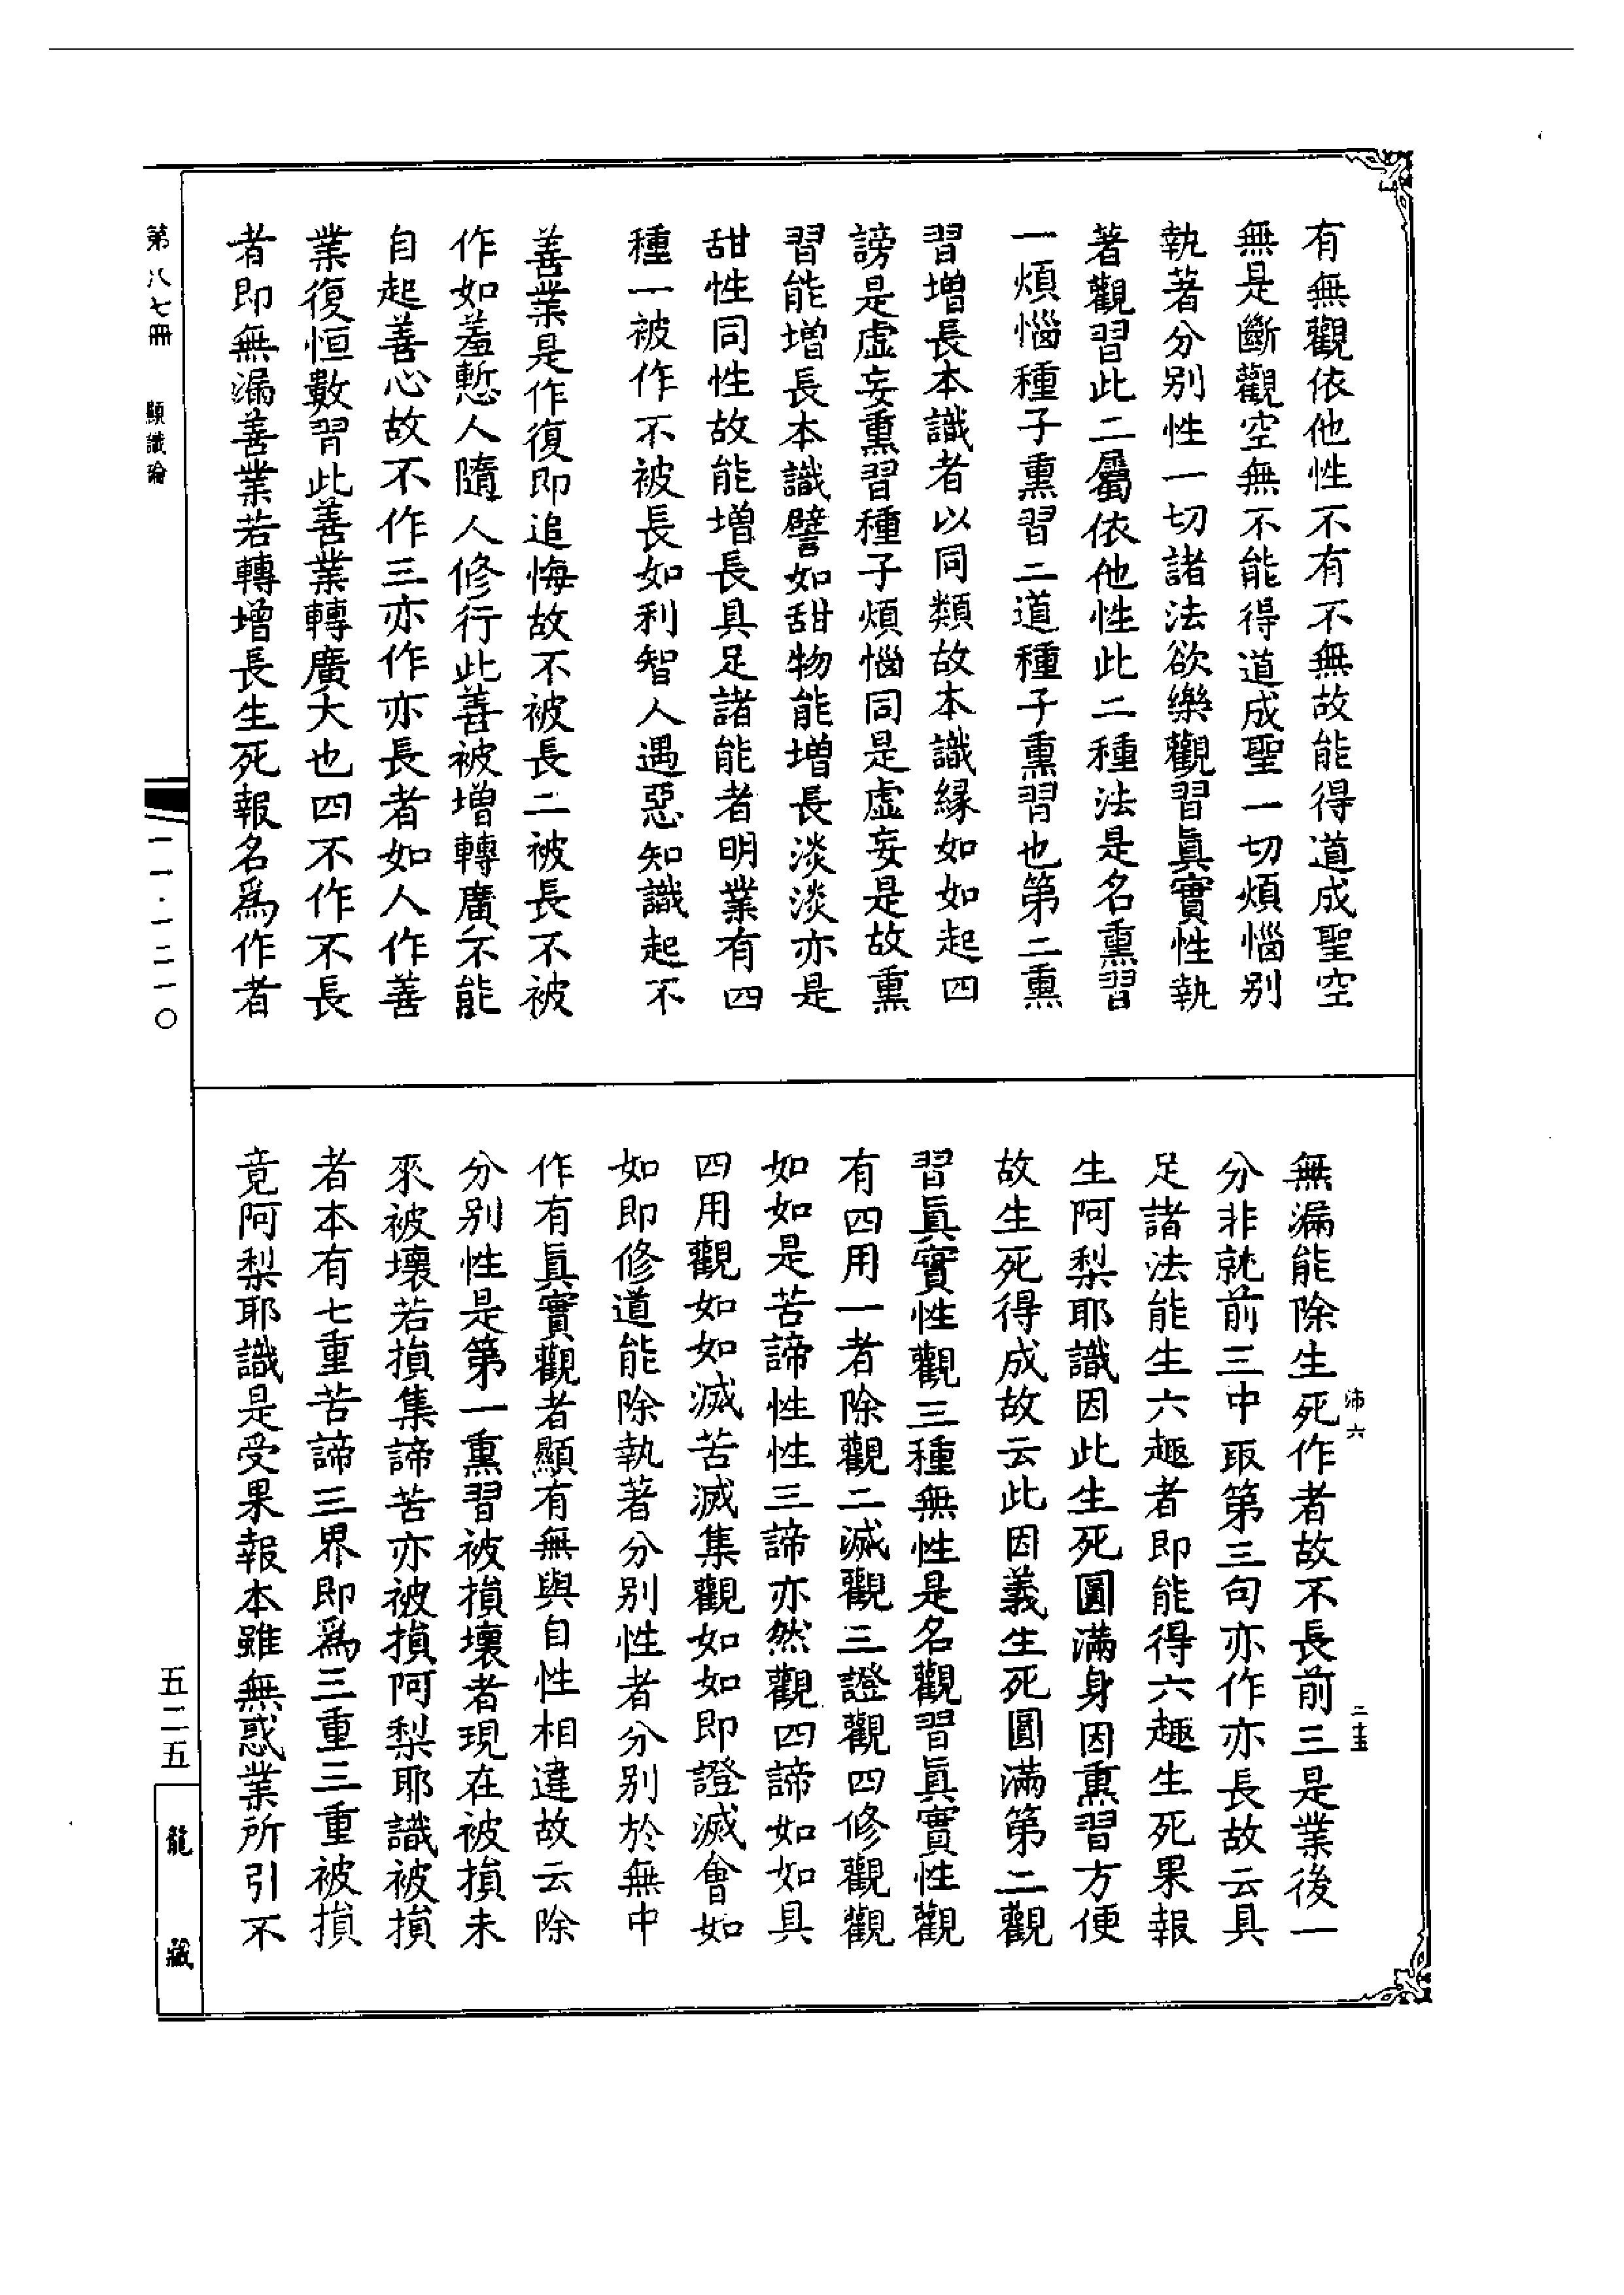 有無觀依他性不有不無故能得道成聖空
無是斷觀空無不能得道成聖一切煩惱別
執著分別性一切諸法欲樂觀習眞實性執
著觀習此二屬依他性此二種法是名熏習
一煩惱種子熏習二道種子熏習也第二熏
習增長本識者以同類故本識緣如如起四
謗是虛妄熏習種子煩惱同是虛妄是故熏
習能增長本識譬如甜物能增長淡淡亦是
甜性同性故能增長具足諸能者明業有四
種一被作不被長如利智人遇惡知識起不
善業是作復即追悔故不被長二被長不被
作如羞慙人隨人修行此善被增轉廣不能
自起善心故不作三亦作亦長者如人作善
業復恒數習此善業轉廣大也四不作不長
者即無漏善業若轉增長生死報名爲作者
無漏能除生死作者故不長前三是業後一
分非就前三中取第三句亦作亦長故云具
足諸法能生六趣者即能得六趣生死果報
生阿梨耶識因此生死圓滿身因熏習方便
故生死得成故云此因義生死圓滿第二觀
習眞實性觀三種無性是名觀習眞實性觀
有四用一者除觀二滅觀三證觀四修觀觀
如如是苦諦性性三諦亦然觀四諦如如具
四用觀如如滅苦滅集觀如如即證滅會如
如即修道能除執著分別性者分別於無中
作有眞實觀者顯有無與自性相違故云除
分別性是第一熏習被損壞者現在被損未
來被壞若損集諦苦亦被損阿梨耶識被損
者本有七重苦諦三界即爲三重三重被損
竟阿梨耶識是受果報本雖無惑業所引不
沛六
第八七冊 顯識論
一一·一二一〇
五二五
龍藏